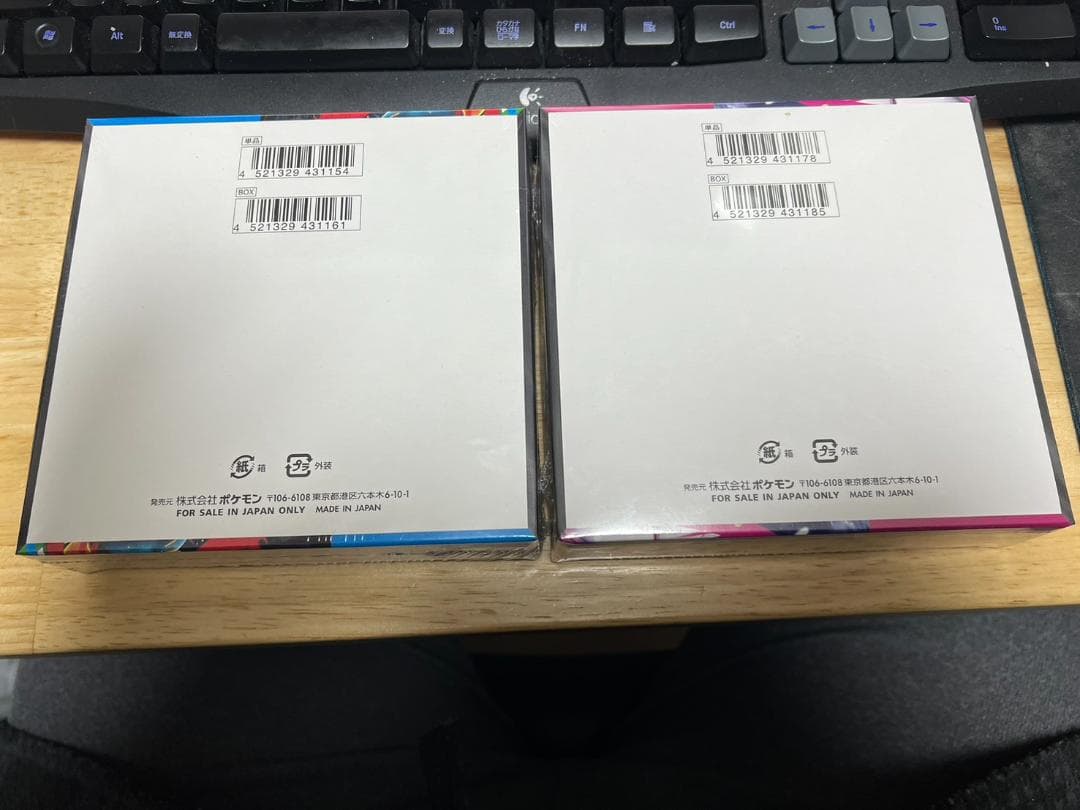 Alt
無変換
変換
カタカナ
ひらがな
ローマ字
FN
Ctrl
0
Ins
単品
4 521329 431154
BOX
4 521329 431161
紙 箱
プラ 外装
発売元 株式会社ポケモン 〒106-6108 東京都港区六本木6-10-1
FOR SALE IN JAPAN ONLY MADE IN JAPAN
単品
4 521329 431178
BOX
4 521329 431185
紙 箱
プラ 外装
発売元 株式会社ポケモン 〒106-6108 東京都港区六本木6-10-1
FOR SALE IN JAPAN ONLY MADE IN JAPAN